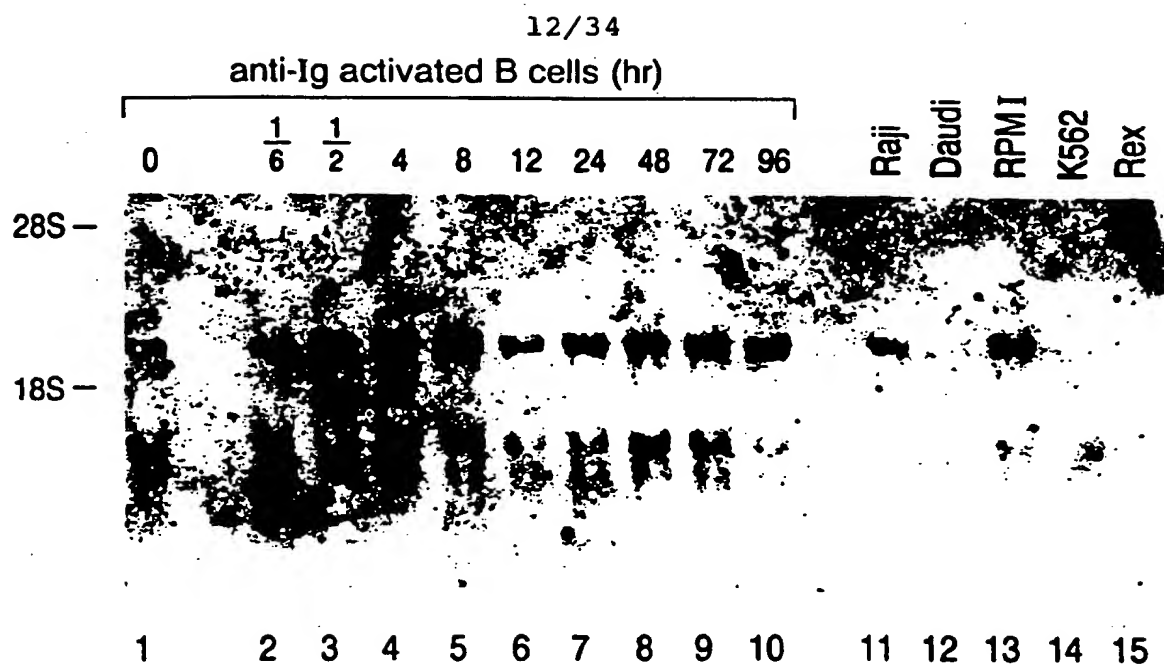 12/34
anti-Ig activated B cells (hr)
0 1/6 1/2 4 8 12 24 48 72 96 Raji Daudi RPMI K562 Rex
28S
18S
1 2 3 4 5 6 7 8 9 10 11 12 13 14 15